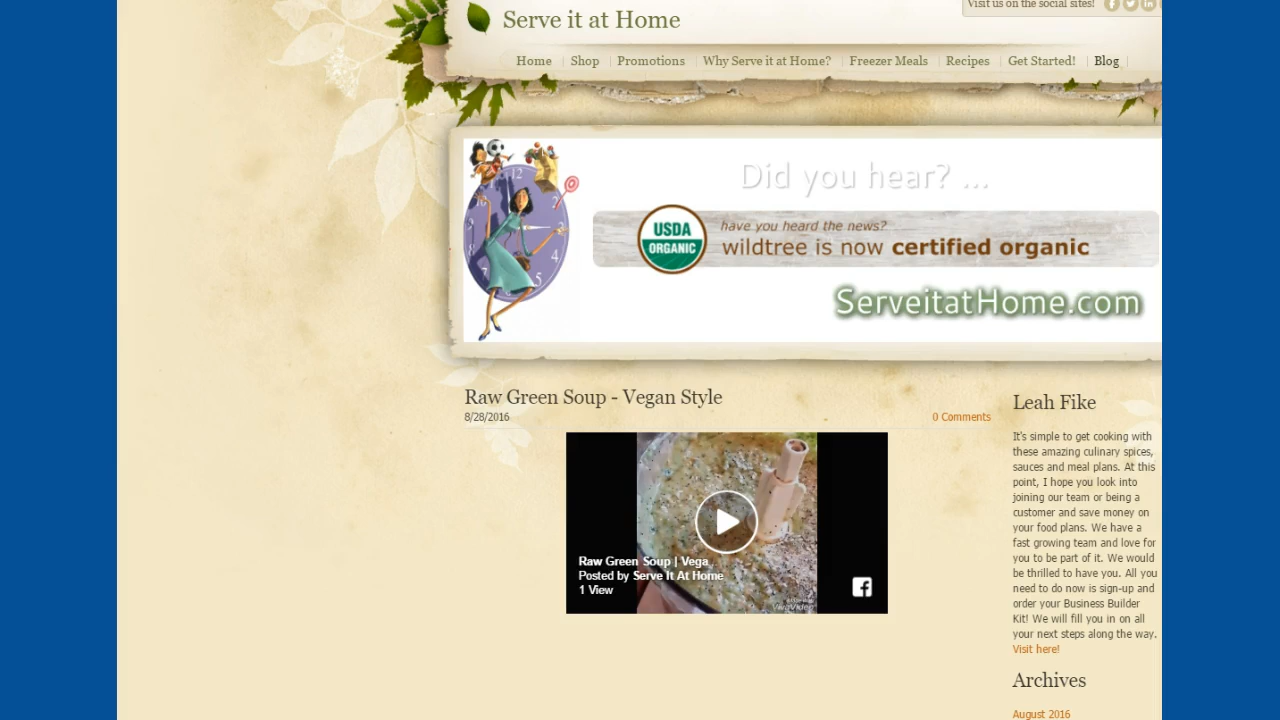 Visit us on the social sites!
Serve it at Home
Home Shop Promotions Why Serve it at Home? Freezer Meals Recipes Get Started! Blog
Did you hear? ...
USDA
ORGANIC
have you heard the news?
wildtree is now certified organic
ServeitatHome.com
Raw Green Soup - Vegan Style
8/28/2016
0 Comments
Raw Green Soup | Vega
Posted by Serve It At Home
1 View
VivaVideo
Leah Fike
It's simple to get cooking with
these amazing culinary spices,
sauces and meal plans. At this
point, I hope you look into
joining our team or being a
customer and save money on
your food plans. We have a
fast growing team and love for
you to be part of it. We would
be thrilled to have you. All you
need to do now is sign-up and
order your Business Builder
Kit! We will fill you in on all
your next steps along the way.
Visit here!
Archives
August 2016